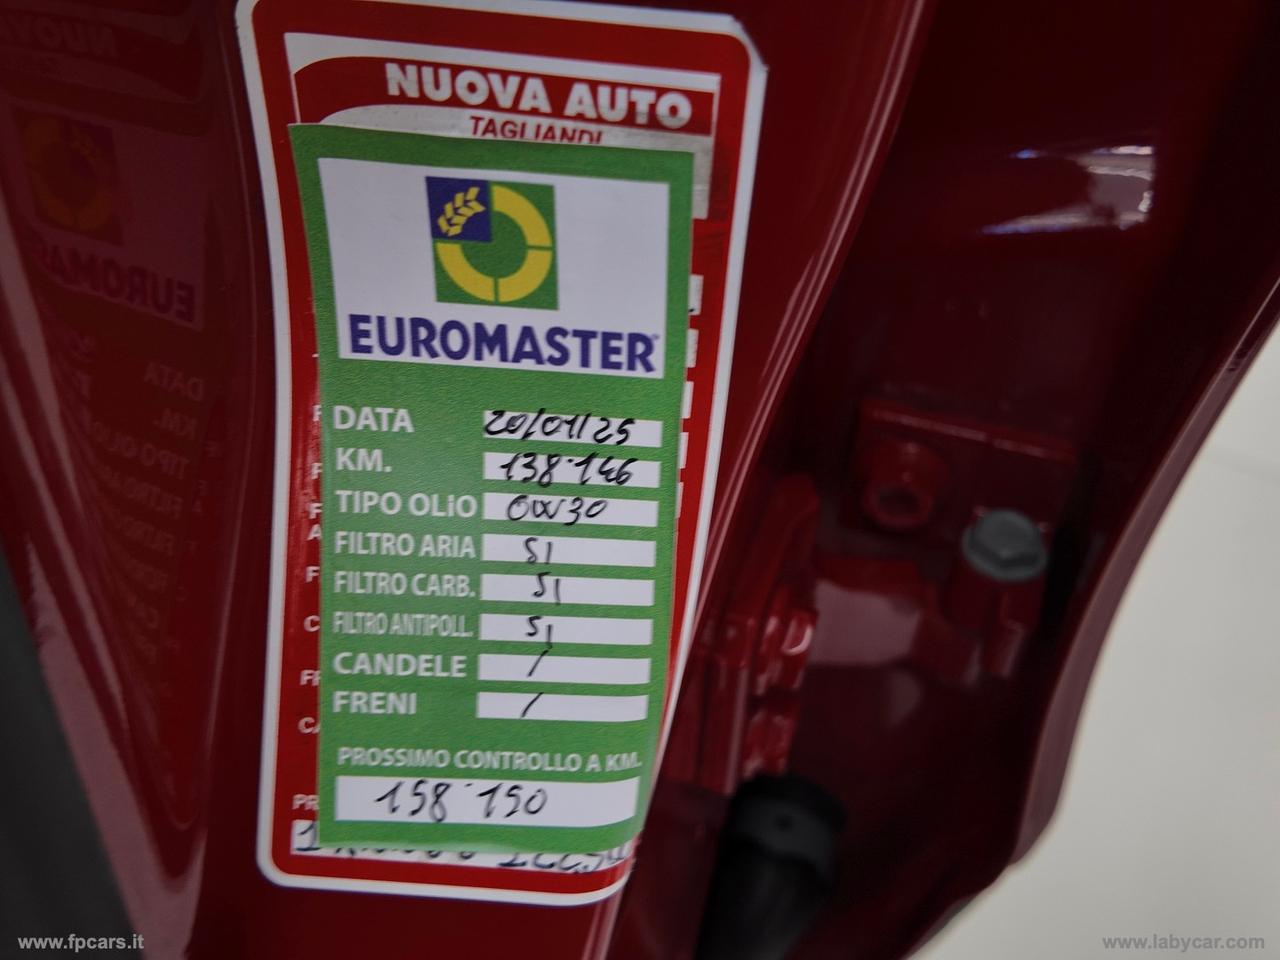 NUOVA AUTO
TAGLIANDI
EUROMASTER
DATA 20/01/25
KM. 138·146
TIPO OLiO 0W30
FILTRO ARIA SI
FILTRO CARB. SI
FILTRO ANTIPOLL. SI
CANDELE /
FRENI /
PROSSIMO CONTROLLO A KM.
158·150
www.fpcars.it
www.labycar.com